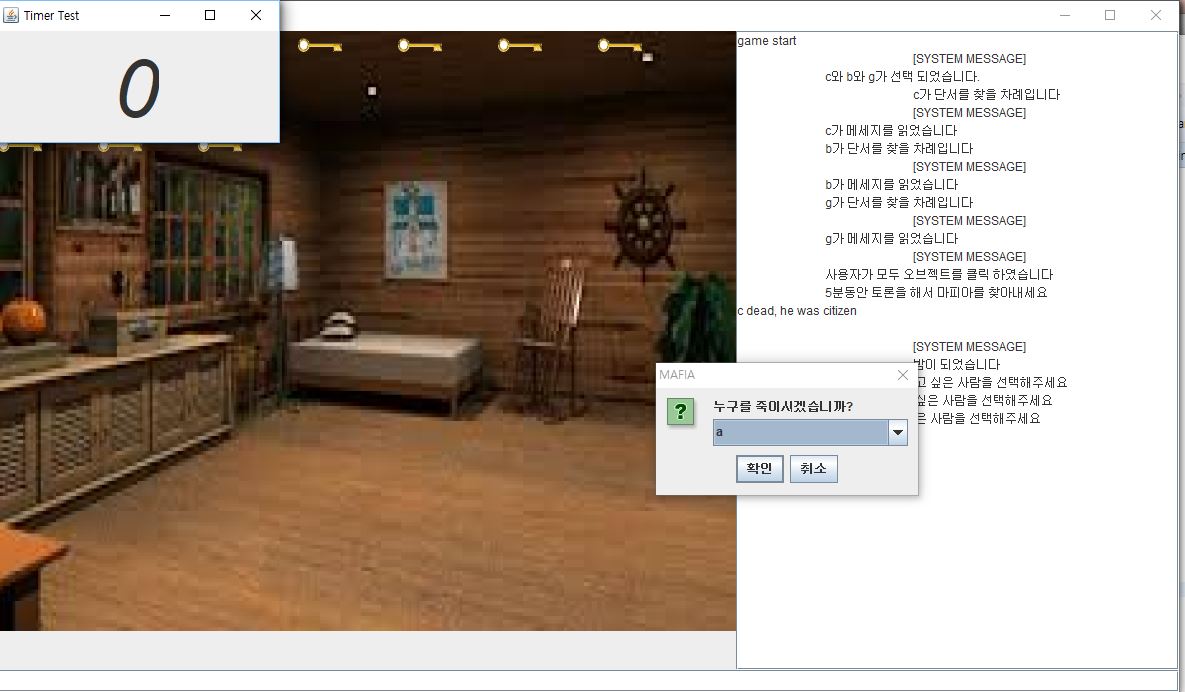 Timer Test
0
game start
[SYSTEM MESSAGE]
c와 b와 g가 선택 되었습니다.
c가 단서를 찾을 차례입니다
[SYSTEM MESSAGE]
c가 메세지를 읽었습니다
b가 단서를 찾을 차례입니다
[SYSTEM MESSAGE]
b가 메세지를 읽었습니다
g가 단서를 찾을 차례입니다
[SYSTEM MESSAGE]
g가 메세지를 읽었습니다
[SYSTEM MESSAGE]
사용자가 모두 오브젝트를 클릭 하였습니다
5분동안 토론을 해서 마피아를 찾아내세요
c dead, he was citizen
[SYSTEM MESSAGE]
밤이 되었습니다
고 싶은 사람을 선택해주세요
싶은 사람을 선택해주세요
은 사람을 선택해주세요
MAFIA
누구를 죽이시겠습니까?
a
확인 취소